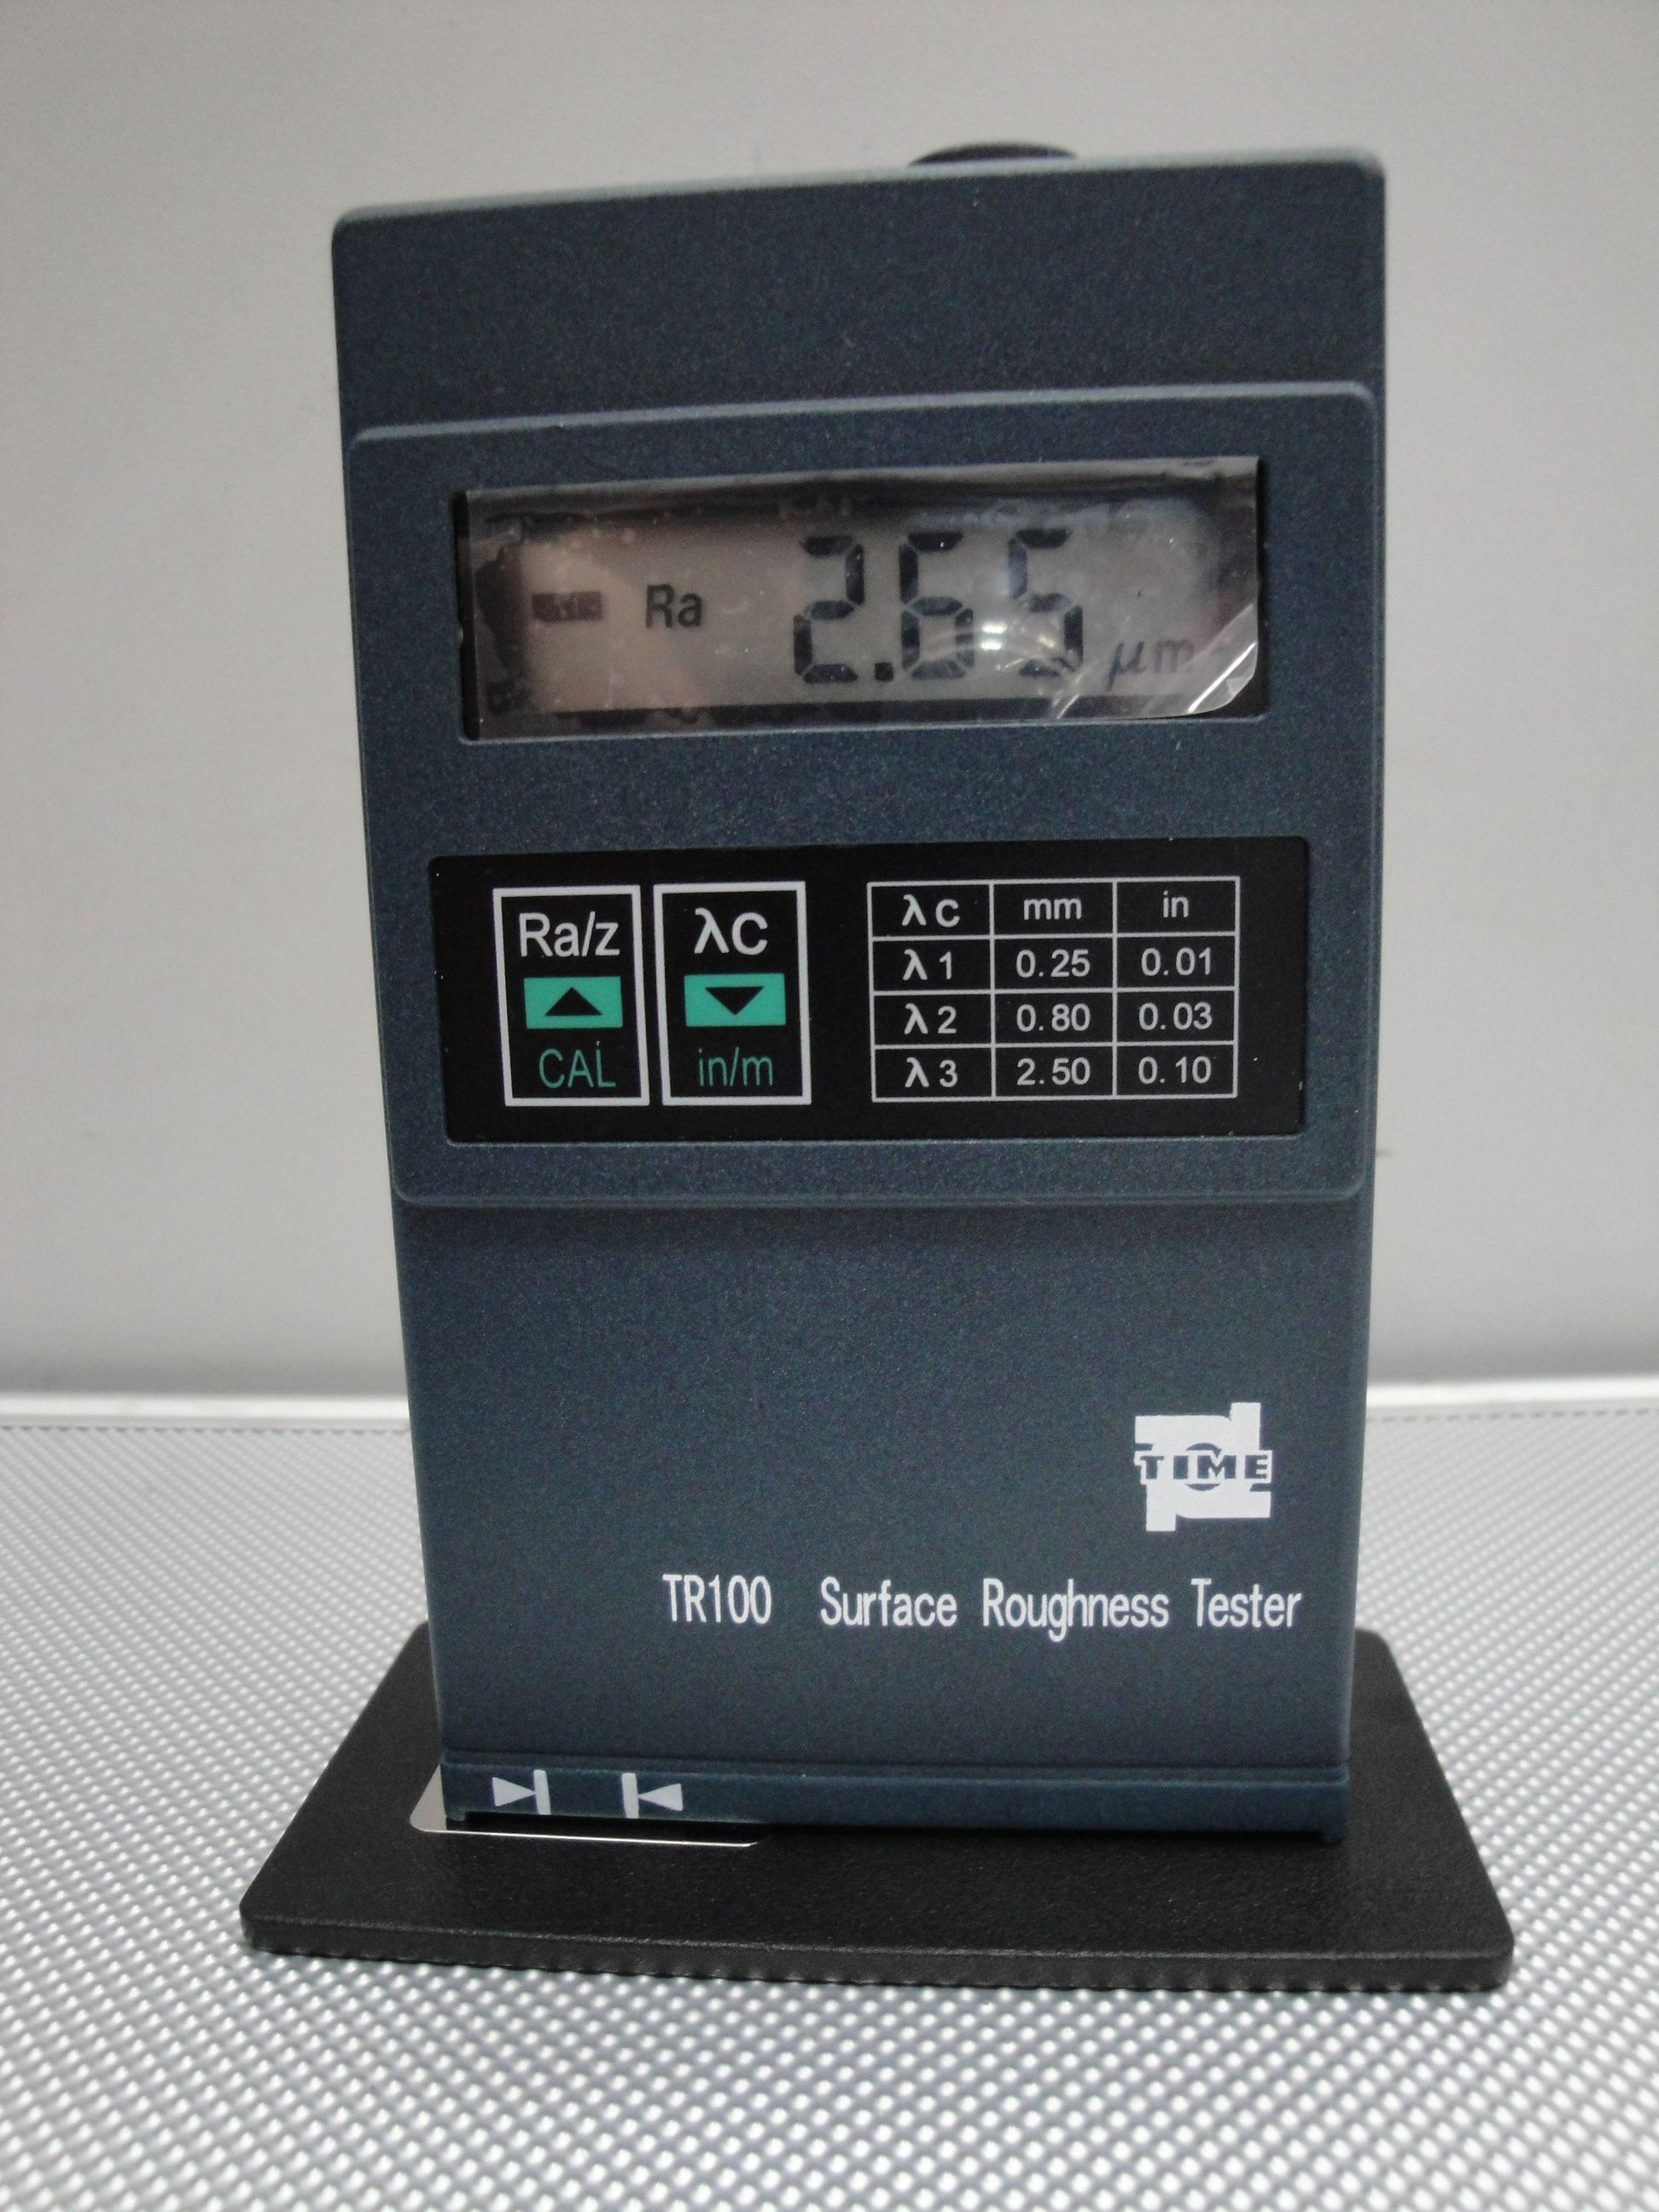 Ra 2.65 μm
Ra/z λC
CAL in/m
λC mm in
λ1 0.25 0.01
λ2 0.80 0.03
λ3 2.50 0.10
TIME
TR100 Surface Roughness Tester